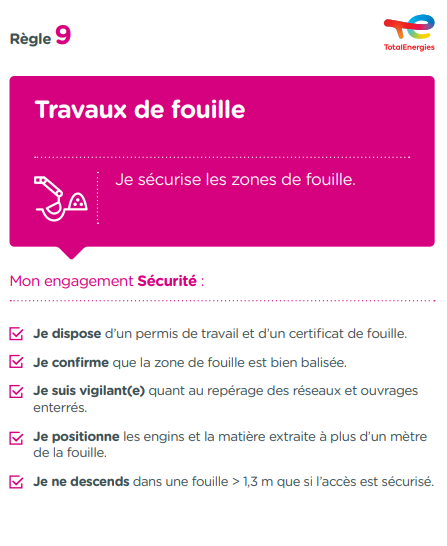 Règle 9
TotalEnergies
Travaux de fouille
Je sécurise les zones de fouille.
Mon engagement Sécurité :
Je dispose d'un permis de travail et d'un certificat de fouille.
Je confirme que la zone de fouille est bien balisée.
Je suis vigilant(e) quant au repérage des réseaux et ouvrages
enterrés.
Je positionne les engins et la matière extraite à plus d'un mètre
de la fouille.
Je ne descends dans une fouille > 1,3 m que si l'accès est sécurisé.